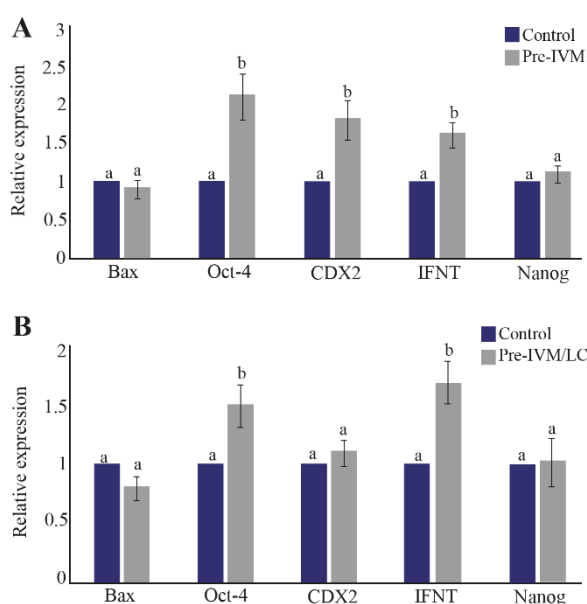 A
Relative expression
3
2.5
2
1.5
1
0.5
0
Control
Pre-IVM
a a
a b
a b
a b
a a
Bax Oct-4 CDX2 IFNT Nanog
B
Relative expression
2
1.5
1
0.5
0
Control
Pre-IVM/LC
a a
a b
a a
a b
a a
Bax Oct-4 CDX2 IFNT Nanog